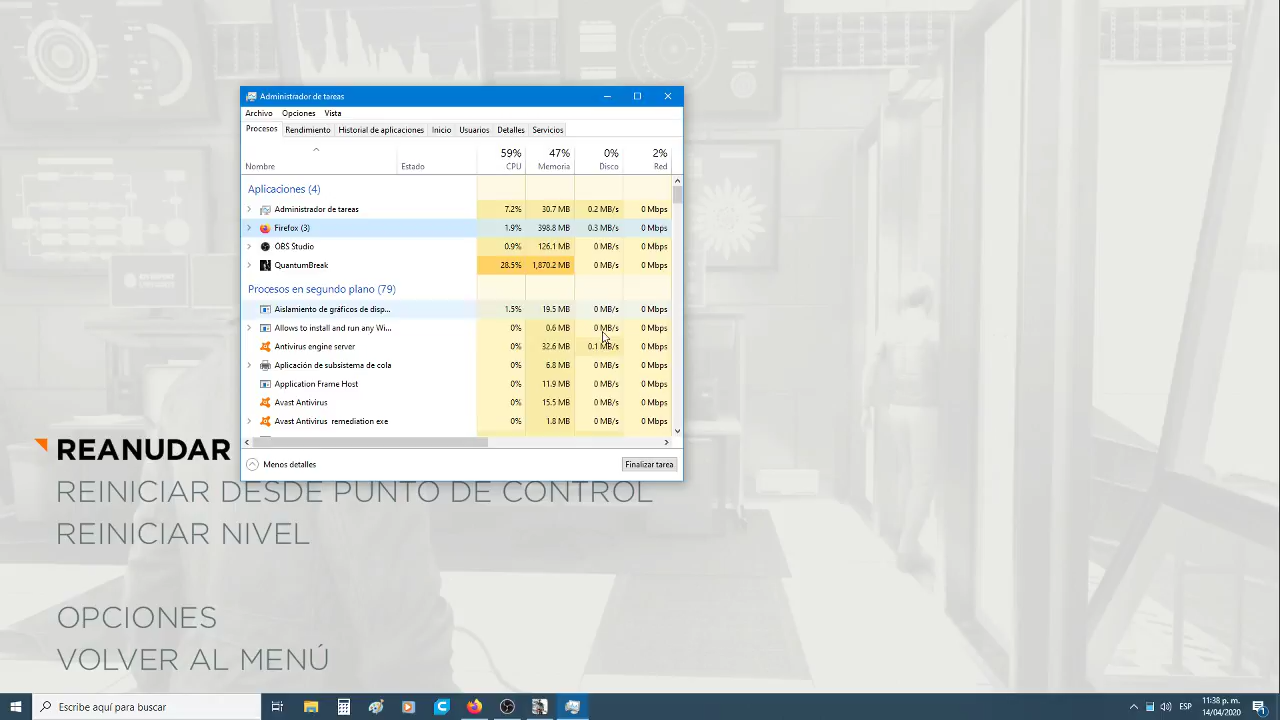 Administrador de tareas
Archivo Opciones Vista
Procesos Rendimiento Historial de aplicaciones Inicio Usuarios Detalles Servicios
59% 47% 0% 2%
Nombre Estado CPU Memoria Disco Red
Aplicaciones (4)
Administrador de tareas 7.2% 30.7 MB 0.2 MB/s 0 Mbps
Firefox (3) 1.9% 398.8 MB 0.3 MB/s 0 Mbps
OBS Studio 0.9% 126.1 MB 0 MB/s 0 Mbps
QuantumBreak 28.5% 1,870.2 MB 0 MB/s 0 Mbps
Procesos en segundo plano (79)
Aislamiento de gráficos de disp... 1.5% 19.5 MB 0 MB/s 0 Mbps
Allows to install and run any Wi... 0% 0.6 MB 0 MB/s 0 Mbps
Antivirus engine server 0% 32.6 MB 0.1 MB/s 0 Mbps
Aplicación de subsistema de cola 0% 6.8 MB 0 MB/s 0 Mbps
Application Frame Host 0% 11.9 MB 0 MB/s 0 Mbps
Avast Antivirus 0% 15.5 MB 0 MB/s 0 Mbps
Avast Antivirus remediation exe 0% 1.8 MB 0 MB/s 0 Mbps
Menos detalles Finalizar tarea
REANUDAR
REINICIAR DESDE PUNTO DE CONTROL
REINICIAR NIVEL
OPCIONES
VOLVER AL MENÚ
Escribe aquí para buscar
ESP
11:38 p. m.
14/04/2020